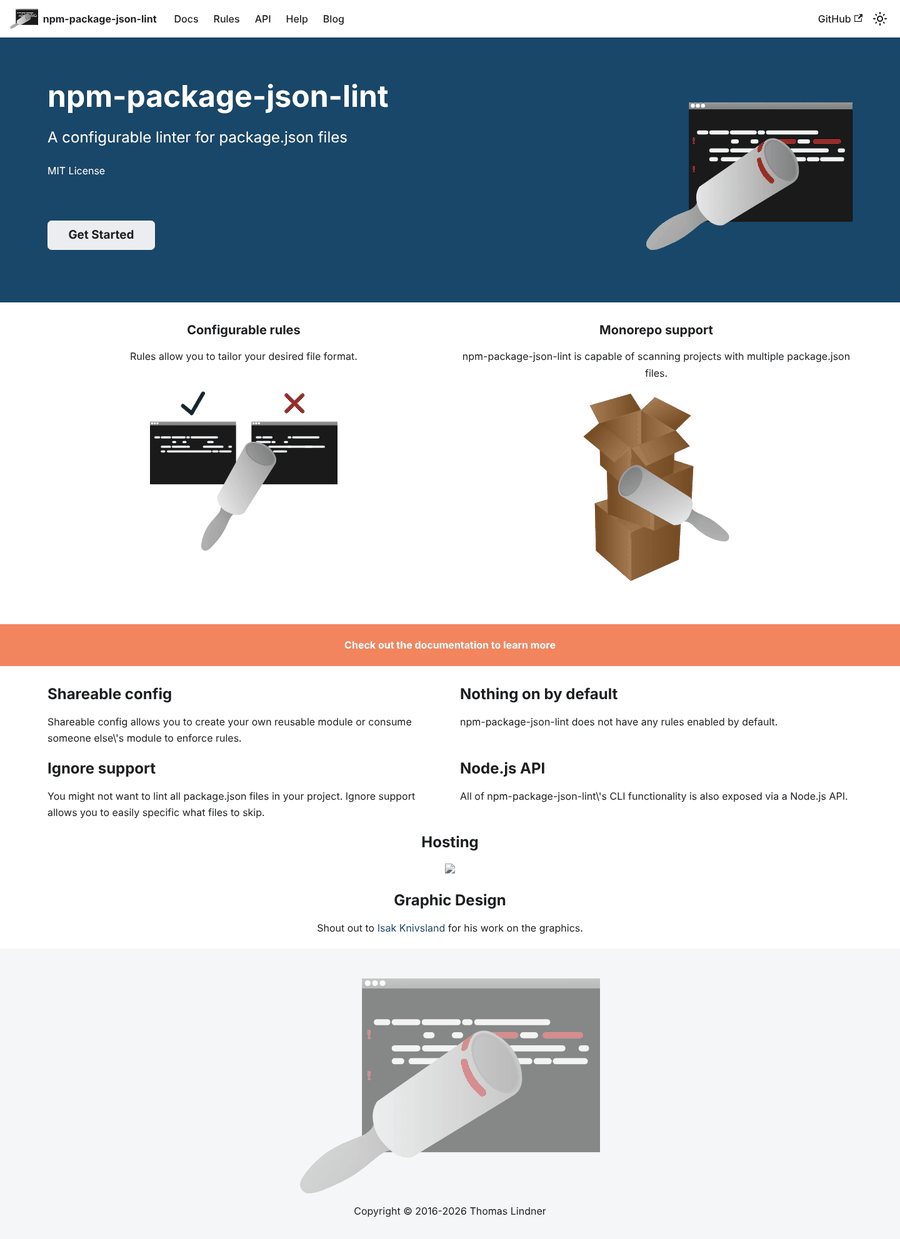 npm-package-json-lint Docs Rules API Help Blog GitHub
npm-package-json-lint
A configurable linter for package.json files
MIT License
Get Started
Configurable rules
Rules allow you to tailor your desired file format.
Monorepo support
npm-package-json-lint is capable of scanning projects with multiple package.json
files.
Check out the documentation to learn more
Shareable config
Shareable config allows you to create your own reusable module or consume
someone else\'s module to enforce rules.
Nothing on by default
npm-package-json-lint does not have any rules enabled by default.
Ignore support
You might not want to lint all package.json files in your project. Ignore support
allows you to easily specific what files to skip.
Node.js API
All of npm-package-json-lint\'s CLI functionality is also exposed via a Node.js API.
Hosting
Graphic Design
Shout out to Isak Knivsland for his work on the graphics.
Copyright © 2016-2026 Thomas Lindner